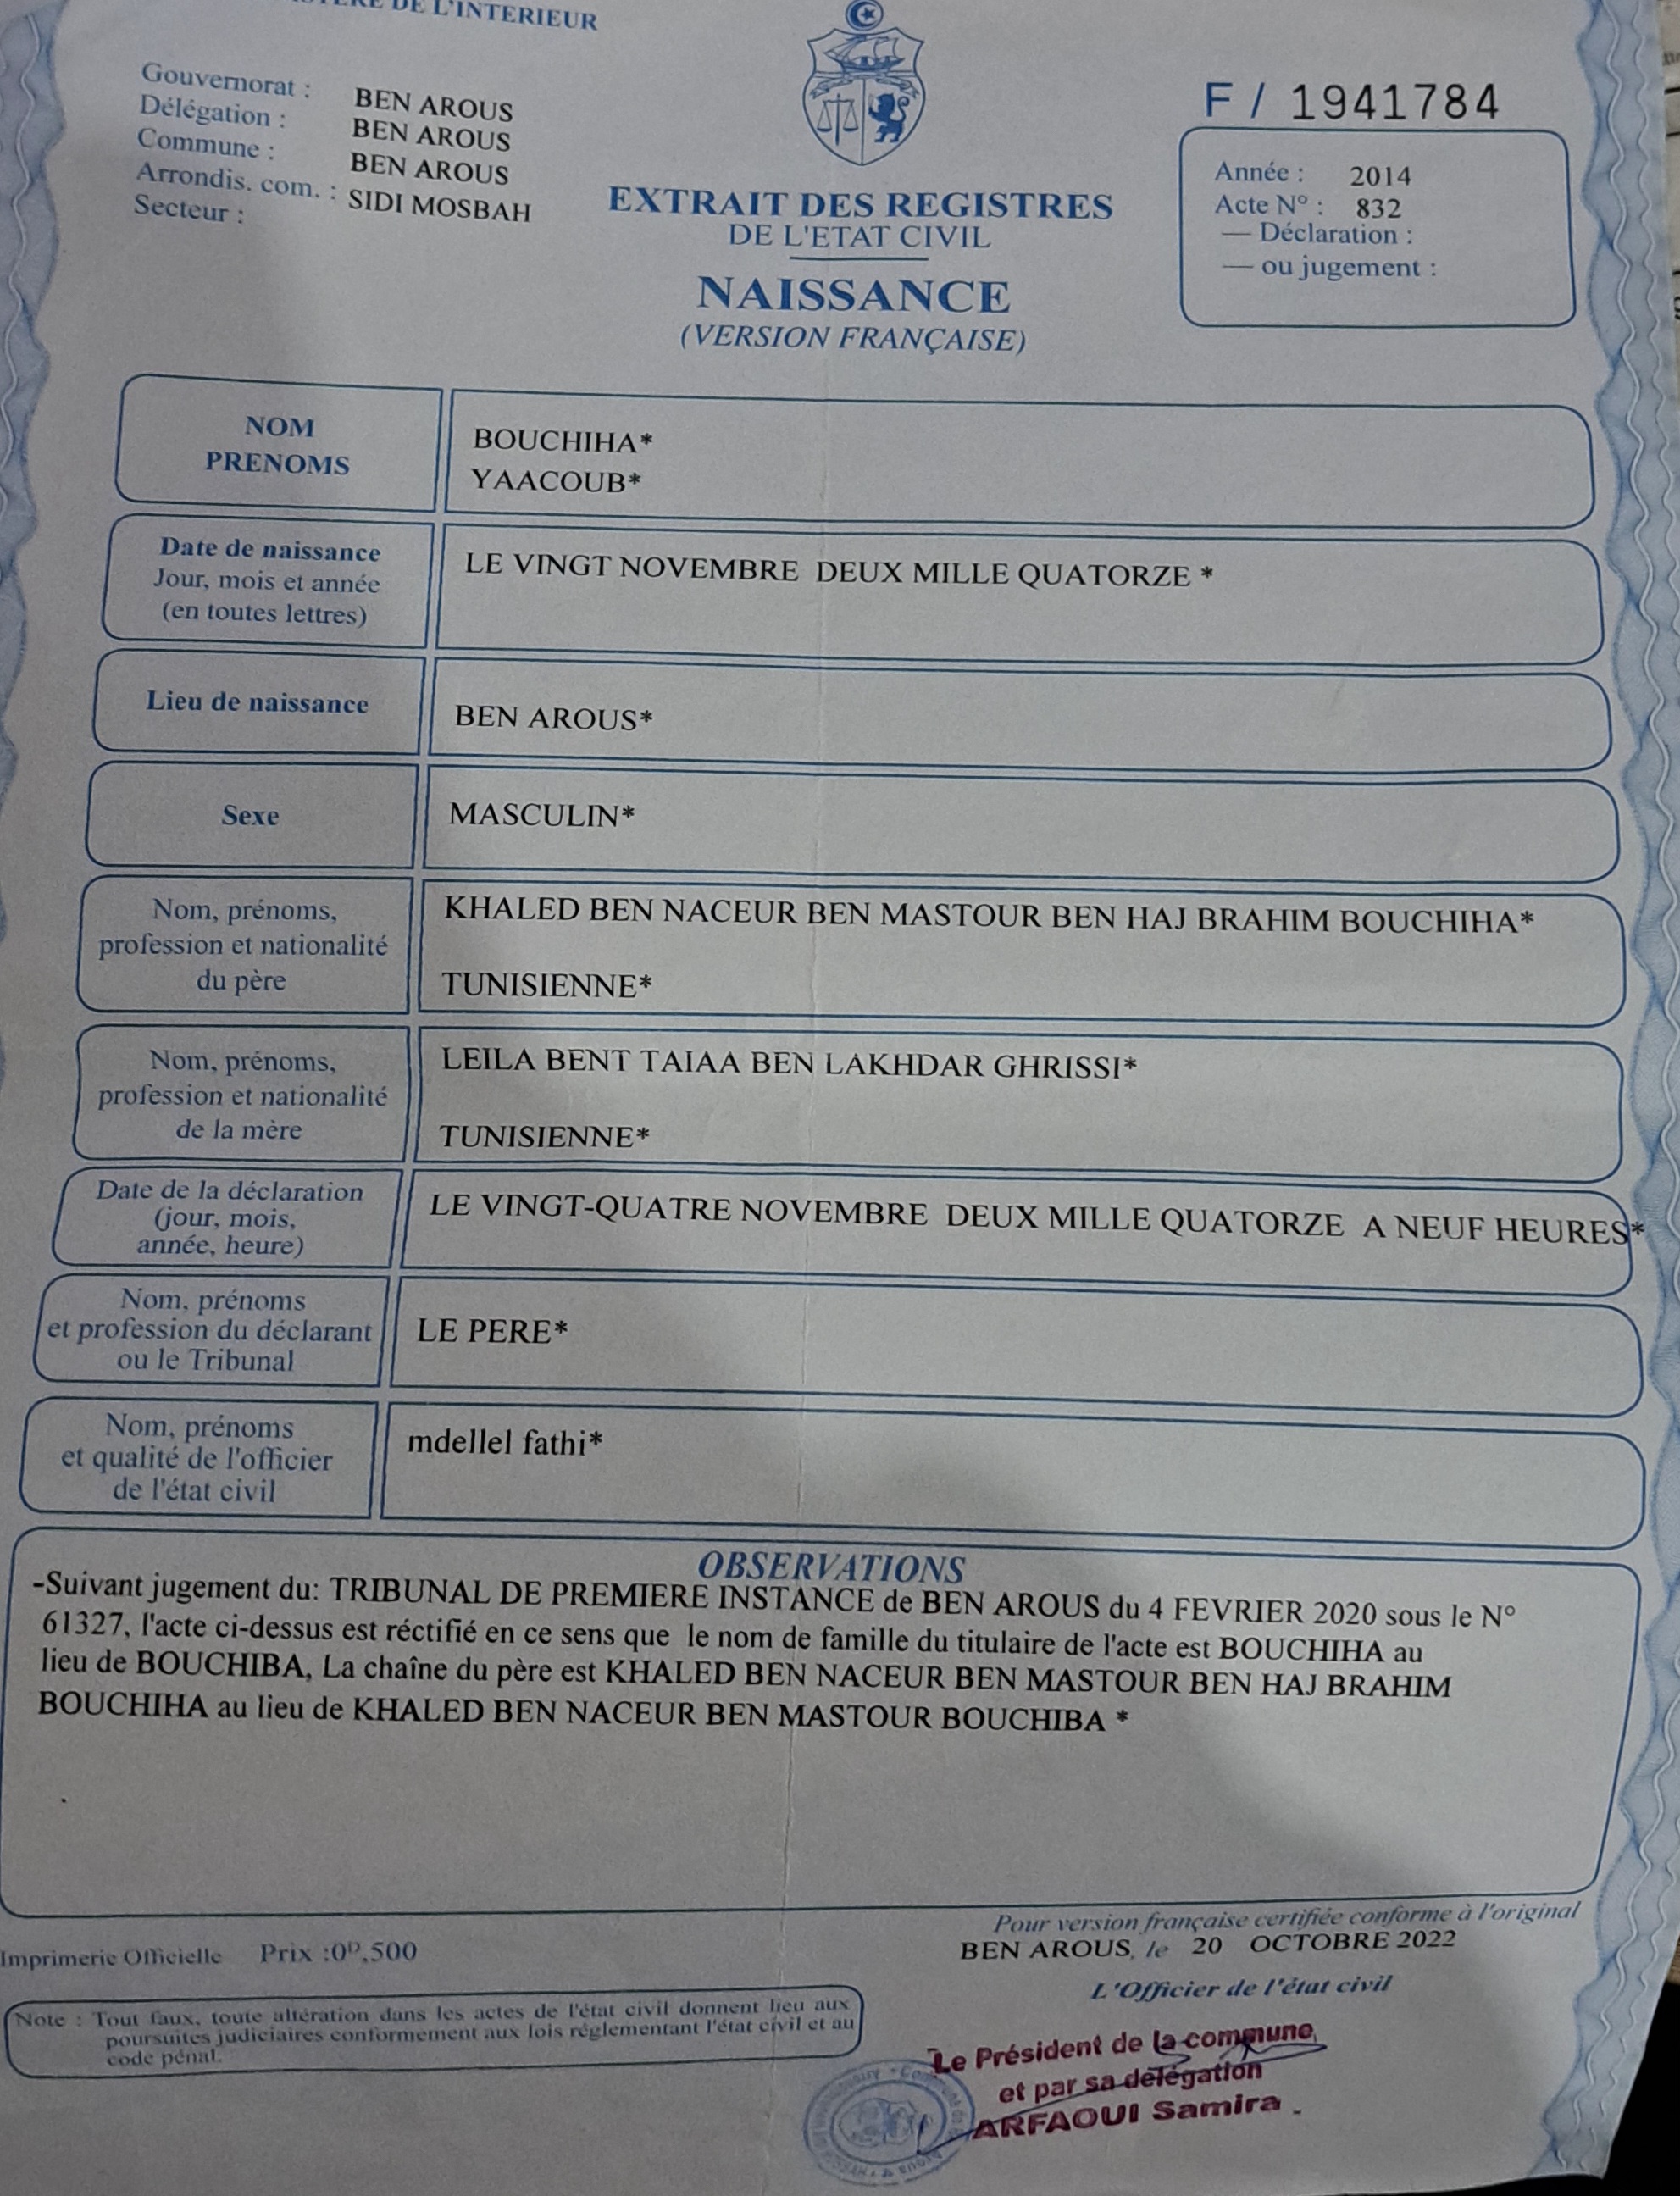 DE L'INTERIEUR
Gouvernorat : BEN AROUS
Délégation : BEN AROUS
Commune : BEN AROUS
Arrondis. com. : SIDI MOSBAH
Secteur :
EXTRAIT DES REGISTRES
DE L'ETAT CIVIL
NAISSANCE
(VERSION FRANÇAISE)
F / 1941784
Année : 2014
Acte N° : 832
— Déclaration :
— ou jugement :
NOM
PRENOMS
BOUCHIHA*
YAACOUB*
Date de naissance
Jour, mois et année
(en toutes lettres)
LE VINGT NOVEMBRE DEUX MILLE QUATORZE *
Lieu de naissance
BEN AROUS*
Sexe
MASCULIN*
Nom, prénoms,
profession et nationalité
du père
KHALED BEN NACEUR BEN MASTOUR BEN HAJ BRAHIM BOUCHIHA*
TUNISIENNE*
Nom, prénoms,
profession et nationalité
de la mère
LEILA BENT TAIAA BEN LAKHDAR GHRISSI*
TUNISIENNE*
Date de la déclaration
(jour, mois,
année, heure)
LE VINGT-QUATRE NOVEMBRE DEUX MILLE QUATORZE A NEUF HEURES*
Nom, prénoms
et profession du déclarant
ou le Tribunal
LE PERE*
Nom, prénoms
et qualité de l'officier
de l'état civil
mdellel fathi*
OBSERVATIONS
-Suivant jugement du: TRIBUNAL DE PREMIERE INSTANCE de BEN AROUS du 4 FEVRIER 2020 sous le N°
61327, l'acte ci-dessus est réctifié en ce sens que le nom de famille du titulaire de l'acte est BOUCHIHA au
lieu de BOUCHIBA, La chaîne du père est KHALED BEN NACEUR BEN MASTOUR BEN HAJ BRAHIM
BOUCHIHA au lieu de KHALED BEN NACEUR BEN MASTOUR BOUCHIBA *
Pour version française certifiée conforme à l'original
BEN AROUS, le 20 OCTOBRE 2022
L'Officier de l'état civil
Imprimerie Officielle Prix :0D,500
Note : Tout faux, toute altération dans les actes de l'état civil donnent lieu aux
poursuites judiciaires conformement aux lois réglementant l'état civil et au
code pénal.
Le Président de la commune
et par sa délégation
ARFAOUI Samira